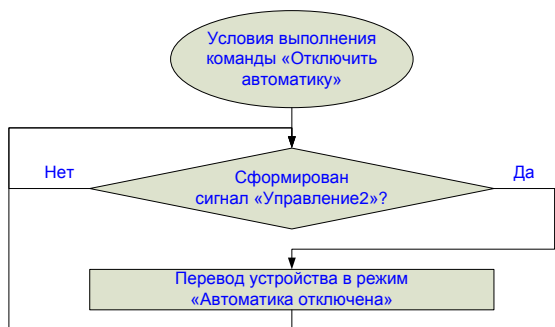 Условия выполнения
команды «Отключить
автоматику»
Нет
Сформирован
сигнал «Управление2»?
Да
Перевод устройства в режим
«Автоматика отключена»